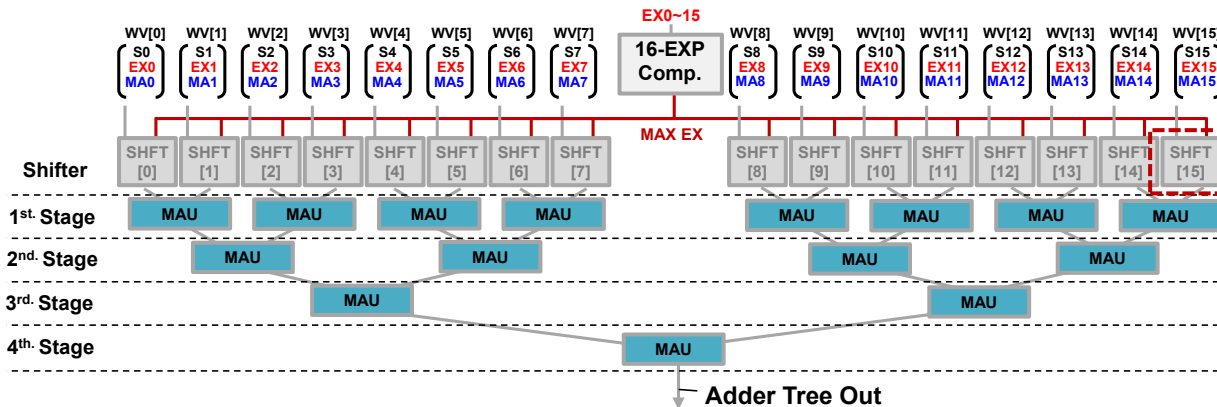 EX0~15
WV[0] WV[1] WV[2] WV[3] WV[4] WV[5] WV[6] WV[7] WV[8] WV[9] WV[10] WV[11] WV[12] WV[13] WV[14] WV[15]
S0 S1 S2 S3 S4 S5 S6 S7 S8 S9 S10 S11 S12 S13 S14 S15
EX0 EX1 EX2 EX3 EX4 EX5 EX6 EX7 EX8 EX9 EX10 EX11 EX12 EX13 EX14 EX15
MA0 MA1 MA2 MA3 MA4 MA5 MA6 MA7 MA8 MA9 MA10 MA11 MA12 MA13 MA14 MA15
16-EXP
Comp.
MAX EX
Shifter
SHFT SHFT SHFT SHFT SHFT SHFT SHFT SHFT SHFT SHFT SHFT SHFT SHFT SHFT SHFT SHFT
[0] [1] [2] [3] [4] [5] [6] [7] [8] [9] [10] [11] [12] [13] [14] [15]
1st. Stage MAU MAU MAU MAU MAU MAU MAU MAU
2nd. Stage MAU MAU MAU MAU
3rd. Stage MAU MAU
4th. Stage MAU
Adder Tree Out